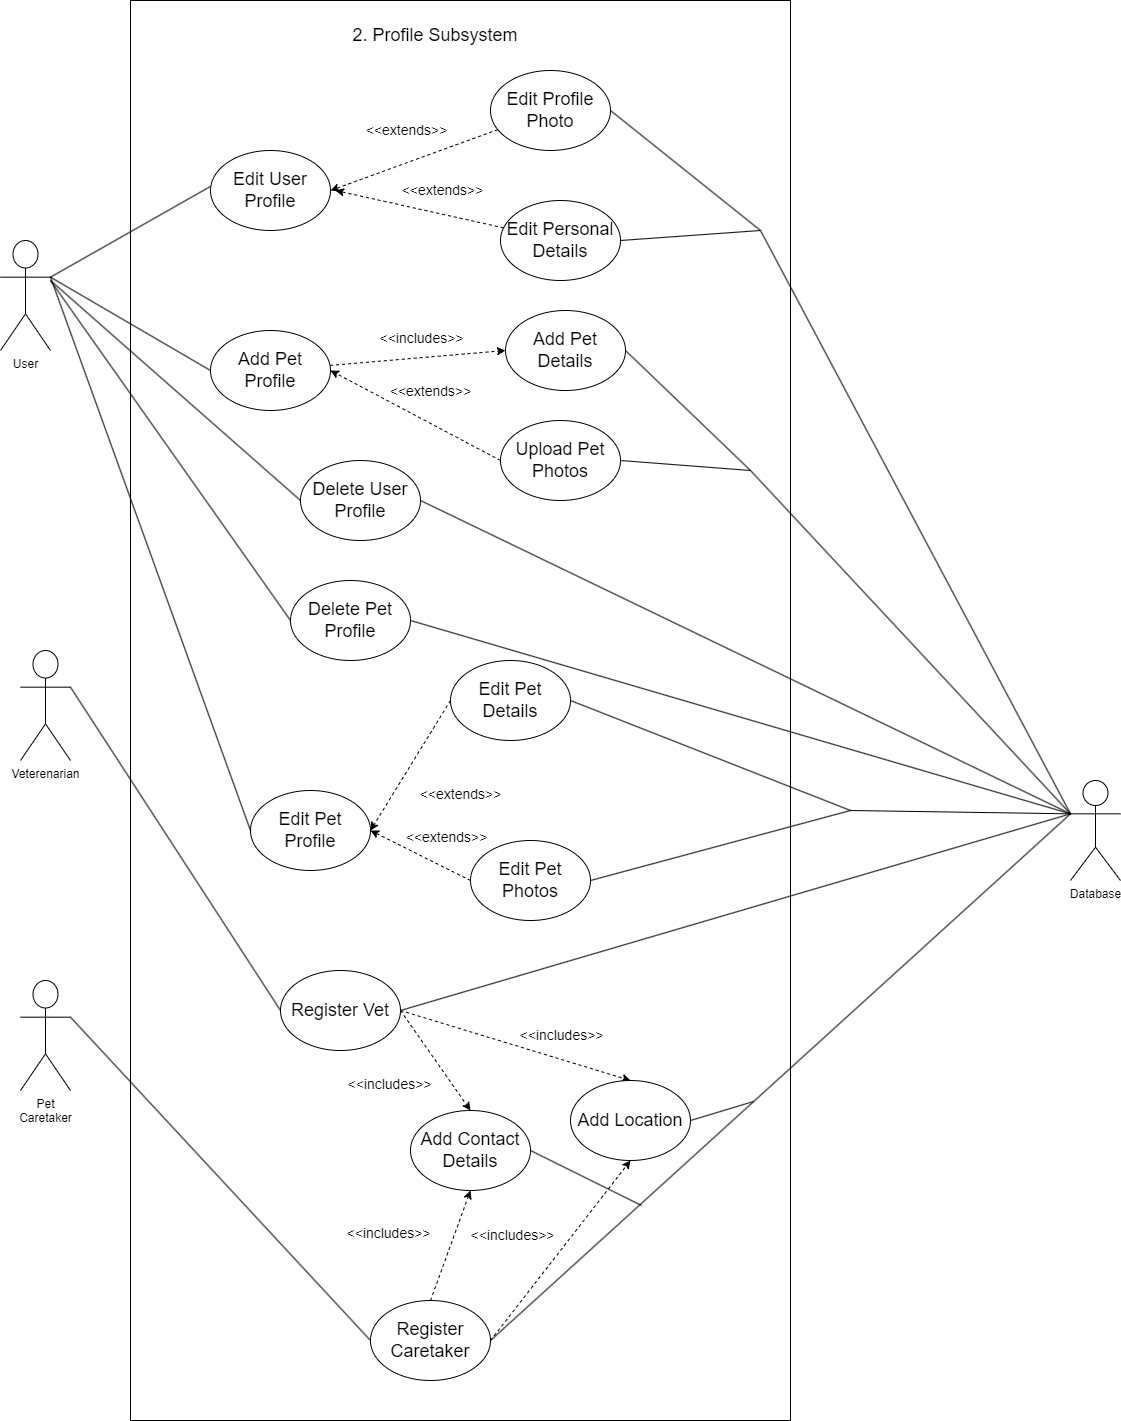 2. Profile Subsystem
Edit Profile
Photo
<<extends>>
Edit User
Profile
<<extends>>
Edit Personal
Details
User
Add Pet
Profile
<<includes>>
Add Pet
Details
<<extends>>
Upload Pet
Photos
Delete User
Profile
Delete Pet
Profile
Veterenarian
Edit Pet
Details
<<extends>>
Edit Pet
Profile
<<extends>>
Edit Pet
Photos
Database
Register Vet
<<includes>>
<<includes>>
Pet
Caretaker
Add Location
Add Contact
Details
<<includes>>
<<includes>>
Register
Caretaker